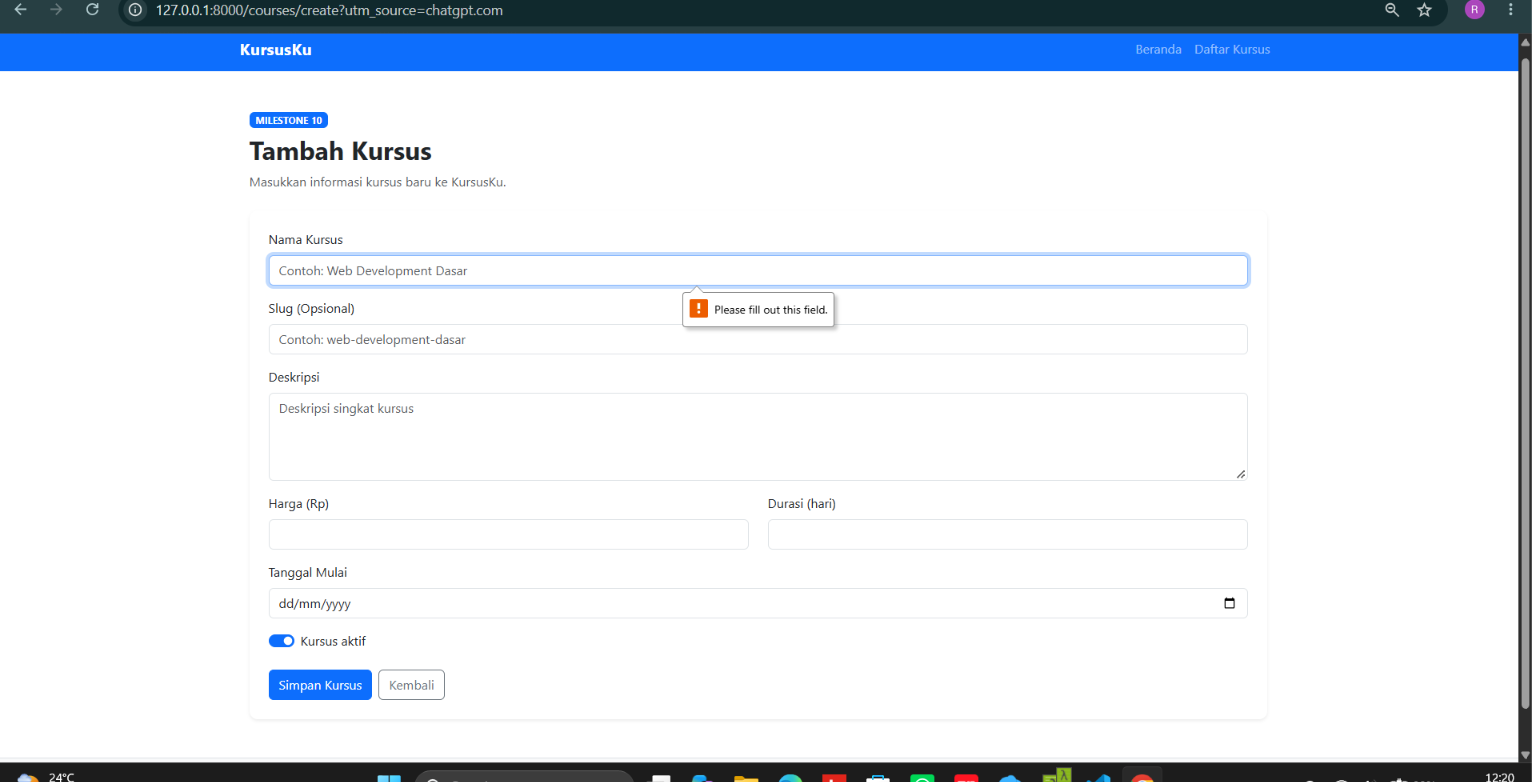 127.0.0.1:8000/courses/create?utm_source=chatgpt.com
R
KursusKu
Beranda Daftar Kursus
MILESTONE 10
Tambah Kursus
Masukkan informasi kursus baru ke KursusKu.
Nama Kursus
Contoh: Web Development Dasar
! Please fill out this field.
Slug (Opsional)
Contoh: web-development-dasar
Deskripsi
Deskripsi singkat kursus
Harga (Rp) Durasi (hari)
Tanggal Mulai
dd/mm/yyyy
Kursus aktif
Simpan Kursus Kembali
24°C
12:20